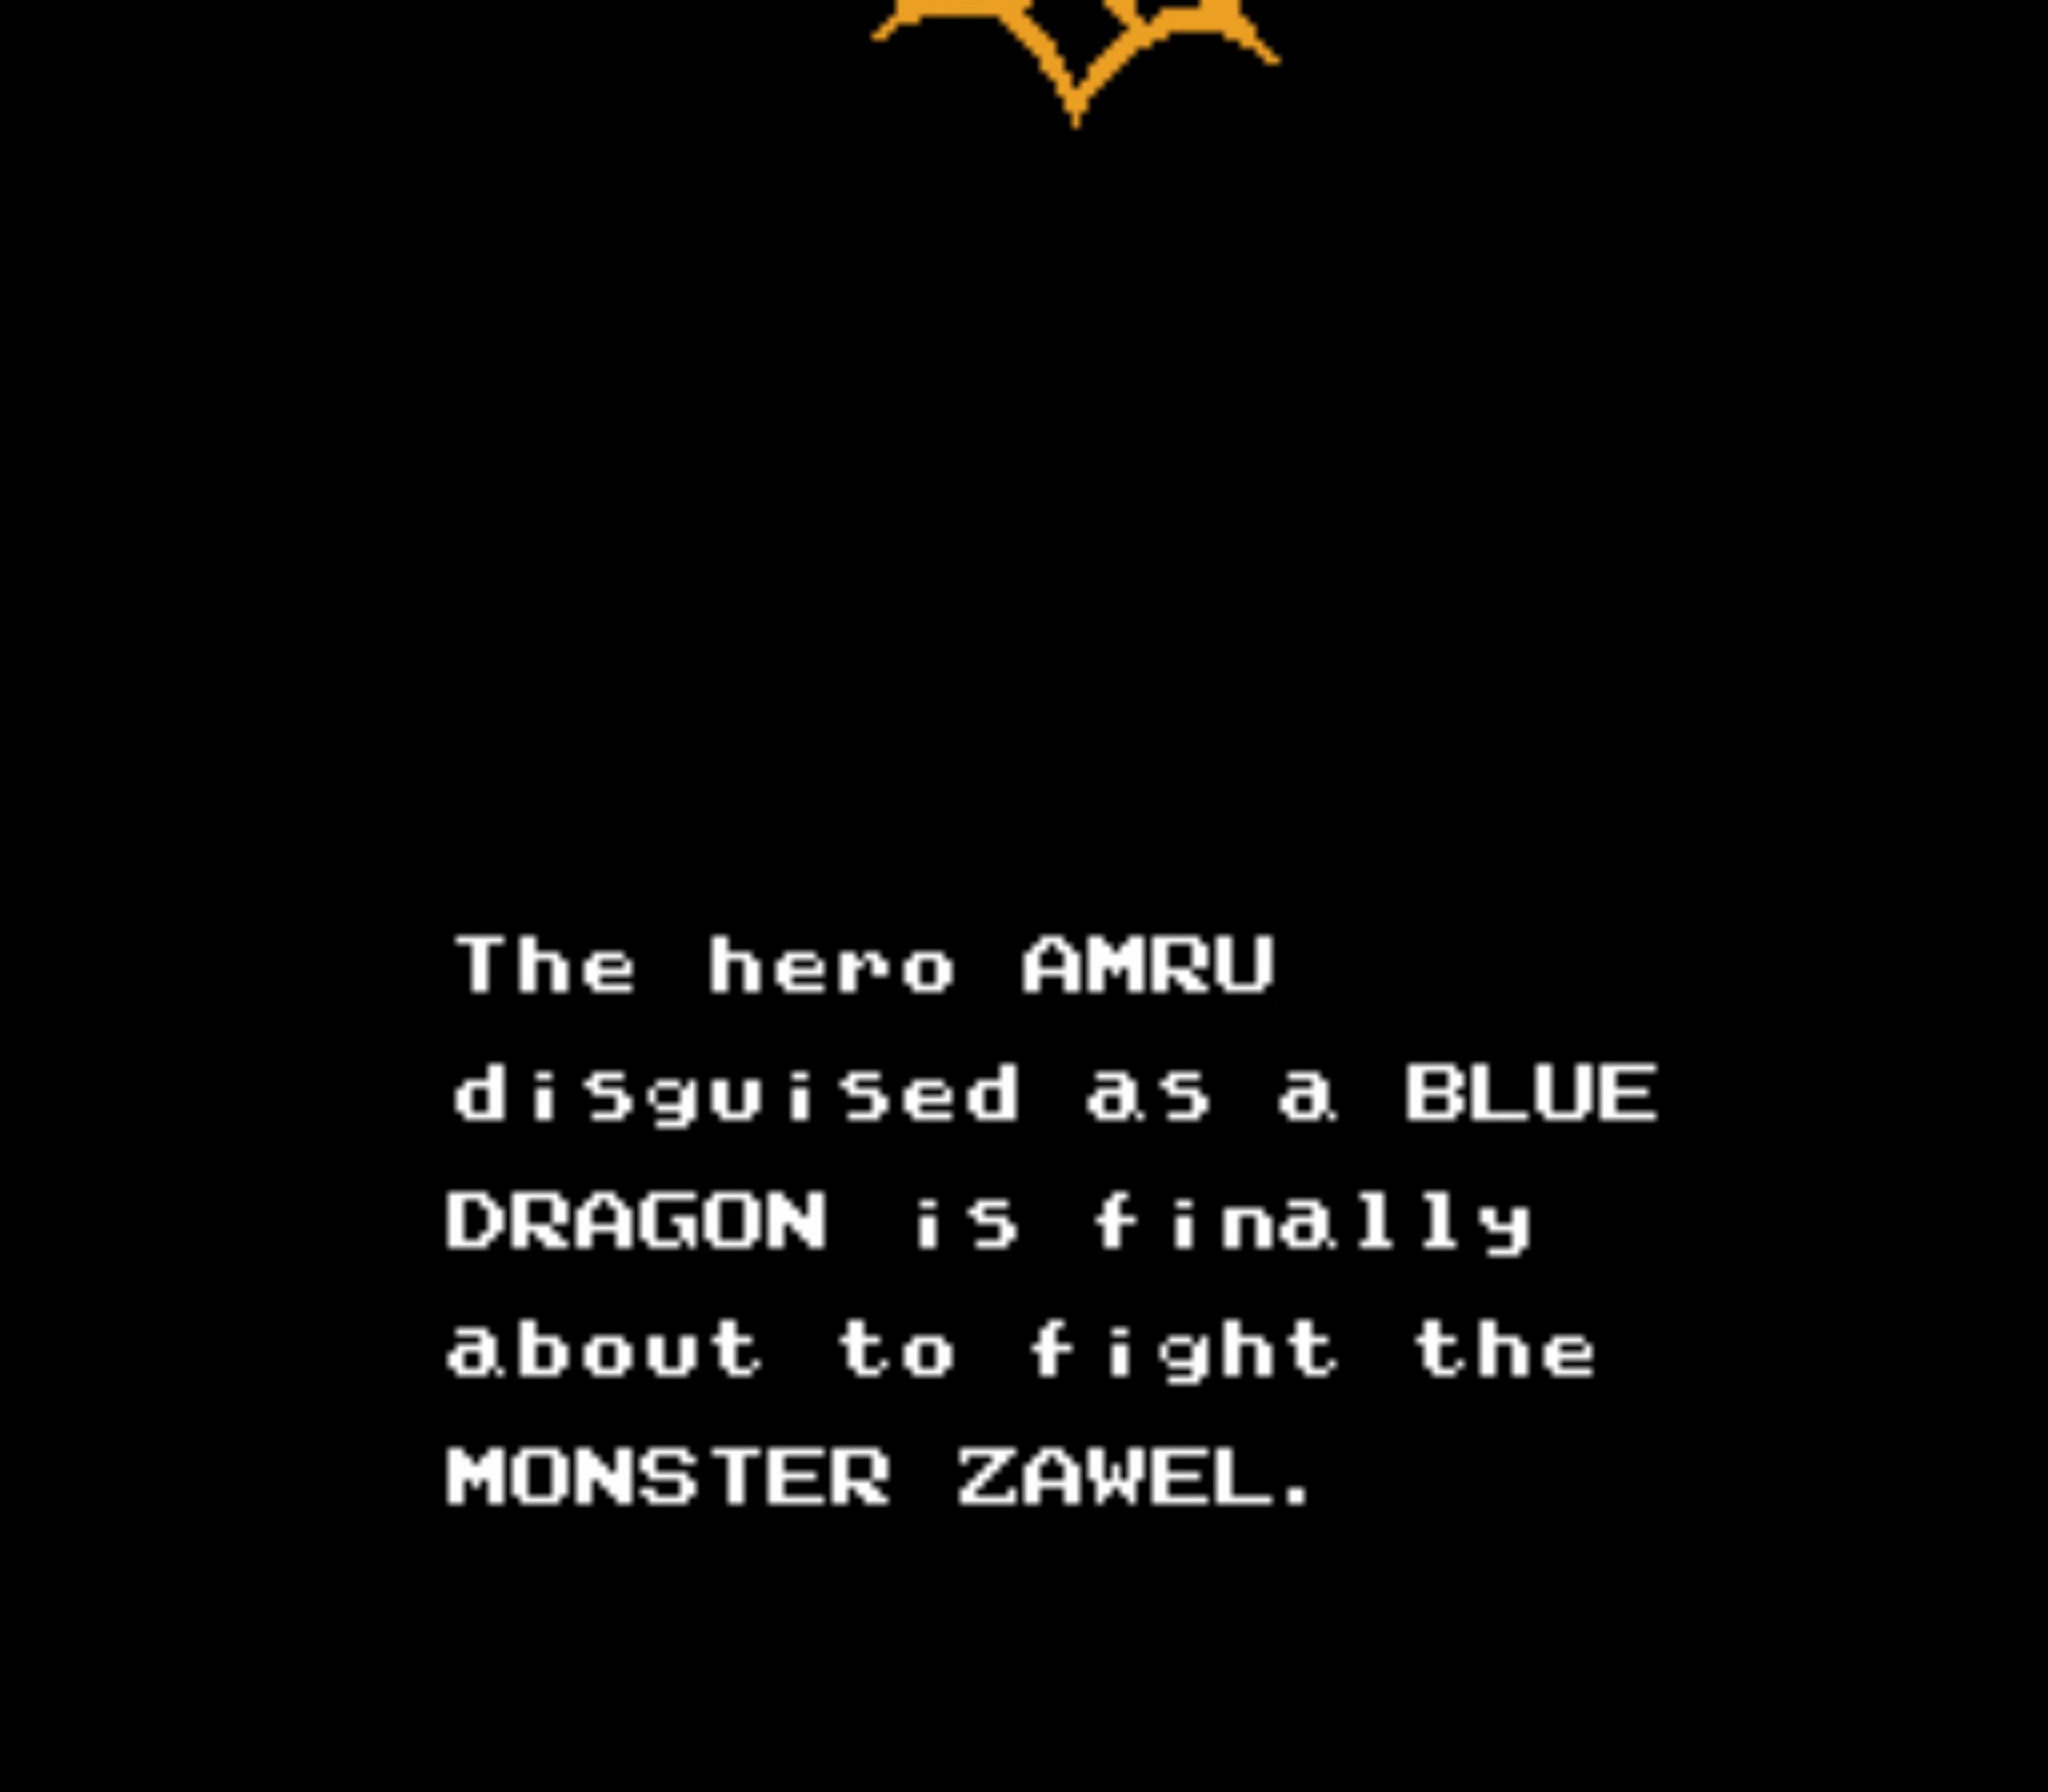 The hero AMRU
disguised as a BLUE
DRAGON is finally
about to fight the
MONSTER ZAWEL.